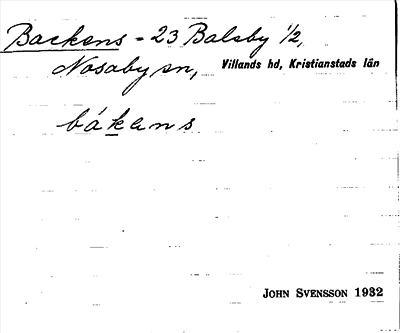 Backens - 23 Balsby 1/2,
Nosaby sn, Villands hd, Kristianstads län
båkans
JOHN SVENSSON 1932